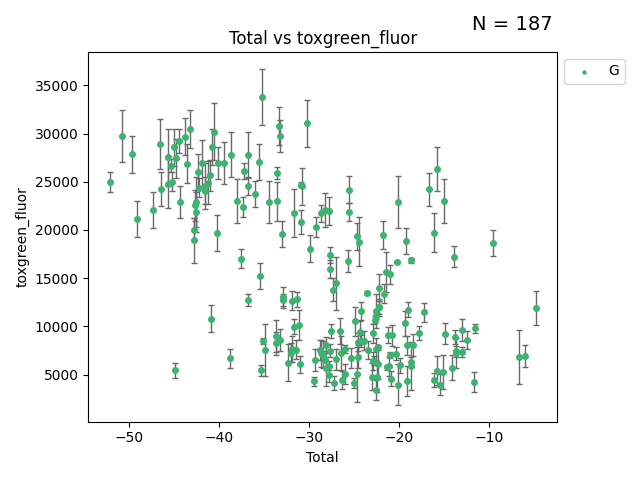 N = 187
Total vs toxgreen_fluor
G
toxgreen_fluor
35000
30000
25000
20000
15000
10000
5000
−50 −40 −30 −20 −10
Total